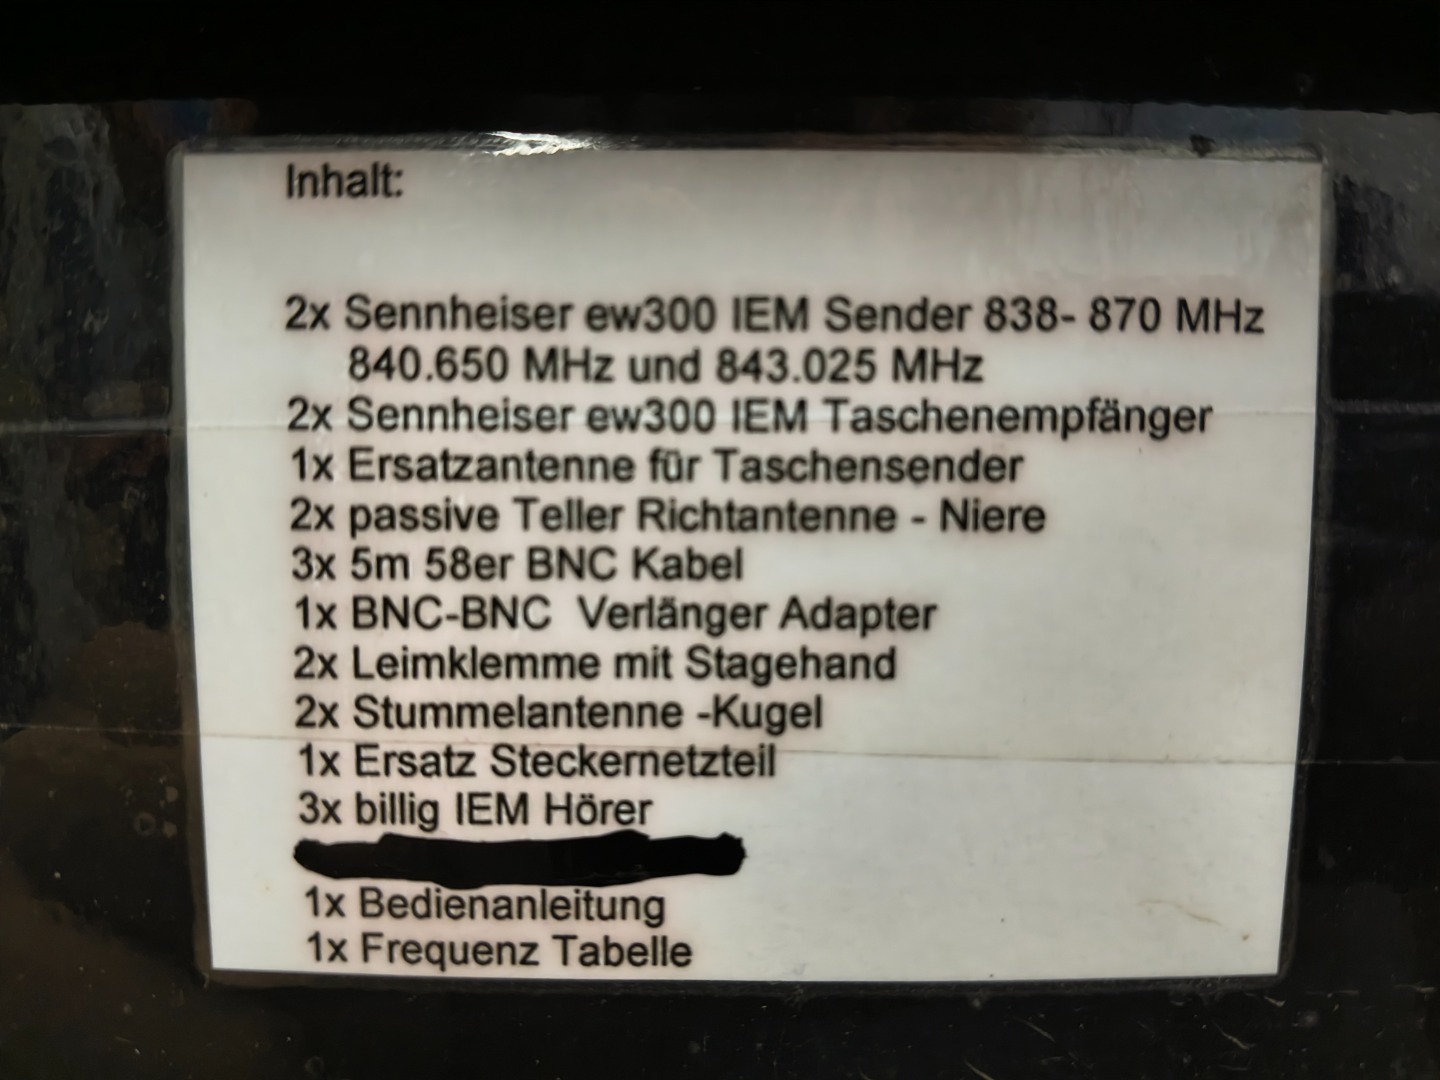 Inhalt:
2x Sennheiser ew300 IEM Sender 838- 870 MHz
840.650 MHz und 843.025 MHz
2x Sennheiser ew300 IEM Taschenempfänger
1x Ersatzantenne für Taschensender
2x passive Teller Richtantenne - Niere
3x 5m 58er BNC Kabel
1x BNC-BNC Verlänger Adapter
2x Leimklemme mit Stagehand
2x Stummelantenne -Kugel
1x Ersatz Steckernetzteil
3x billig IEM Hörer
1x Bedienanleitung
1x Frequenz Tabelle